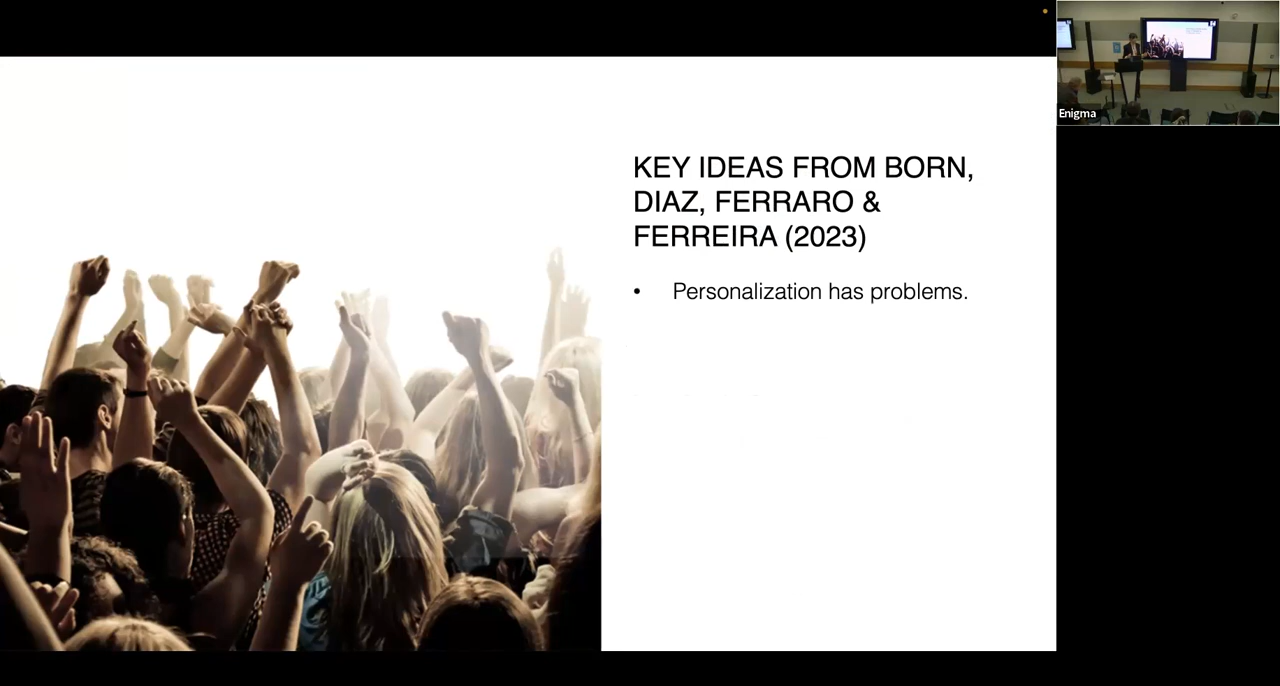 KEY IDEAS FROM BORN,
DIAZ, FERRARO &
FERREIRA (2023)
• Personalization has problems.
Enigma